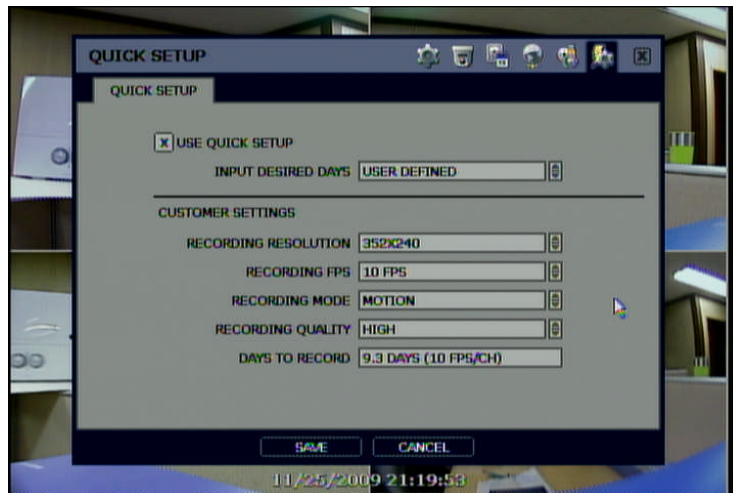 QUICK SETUP
QUICK SETUP
X USE QUICK SETUP
INPUT DESIRED DAYS USER DEFINED
CUSTOMER SETTINGS
RECORDING RESOLUTION 352X240
RECORDING FPS 10 FPS
RECORDING MODE MOTION
RECORDING QUALITY HIGH
DAYS TO RECORD 9.3 DAYS (10 FPS/CH)
SAVE CANCEL
11/25/2009 21:19:53